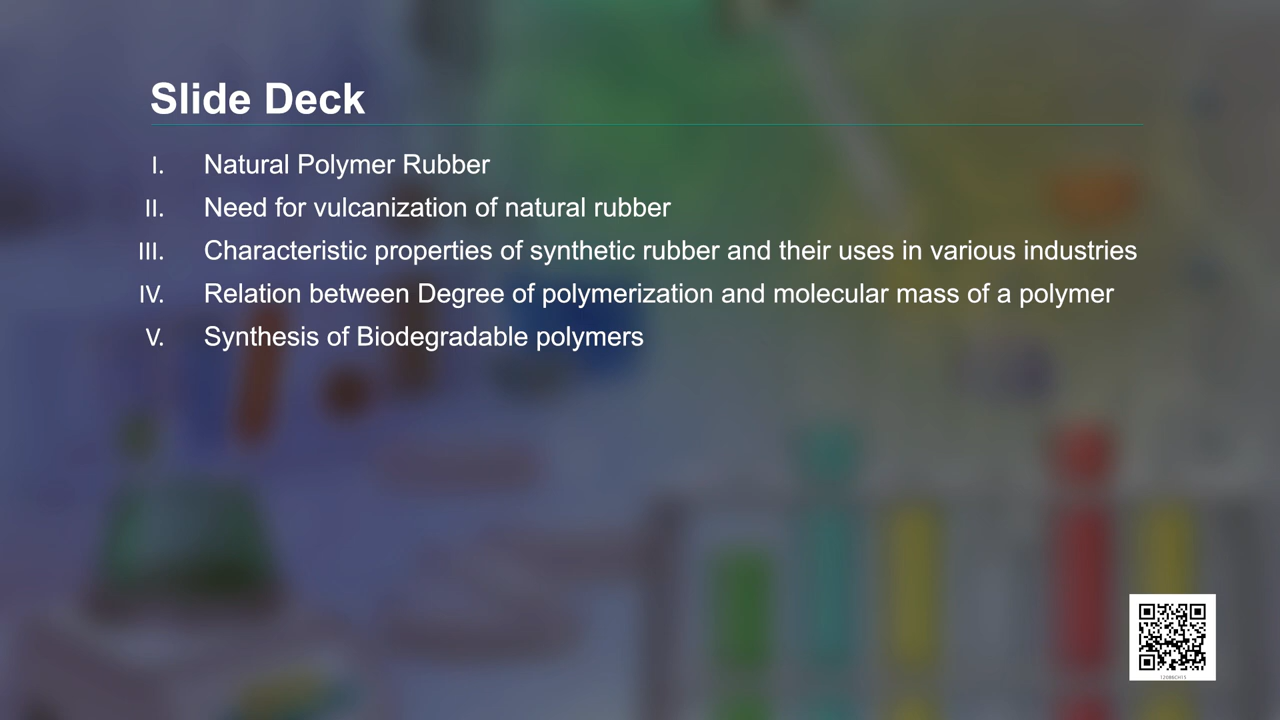 Slide Deck
I. Natural Polymer Rubber
II. Need for vulcanization of natural rubber
III. Characteristic properties of synthetic rubber and their uses in various industries
IV. Relation between Degree of polymerization and molecular mass of a polymer
V. Synthesis of Biodegradable polymers
12086CH15